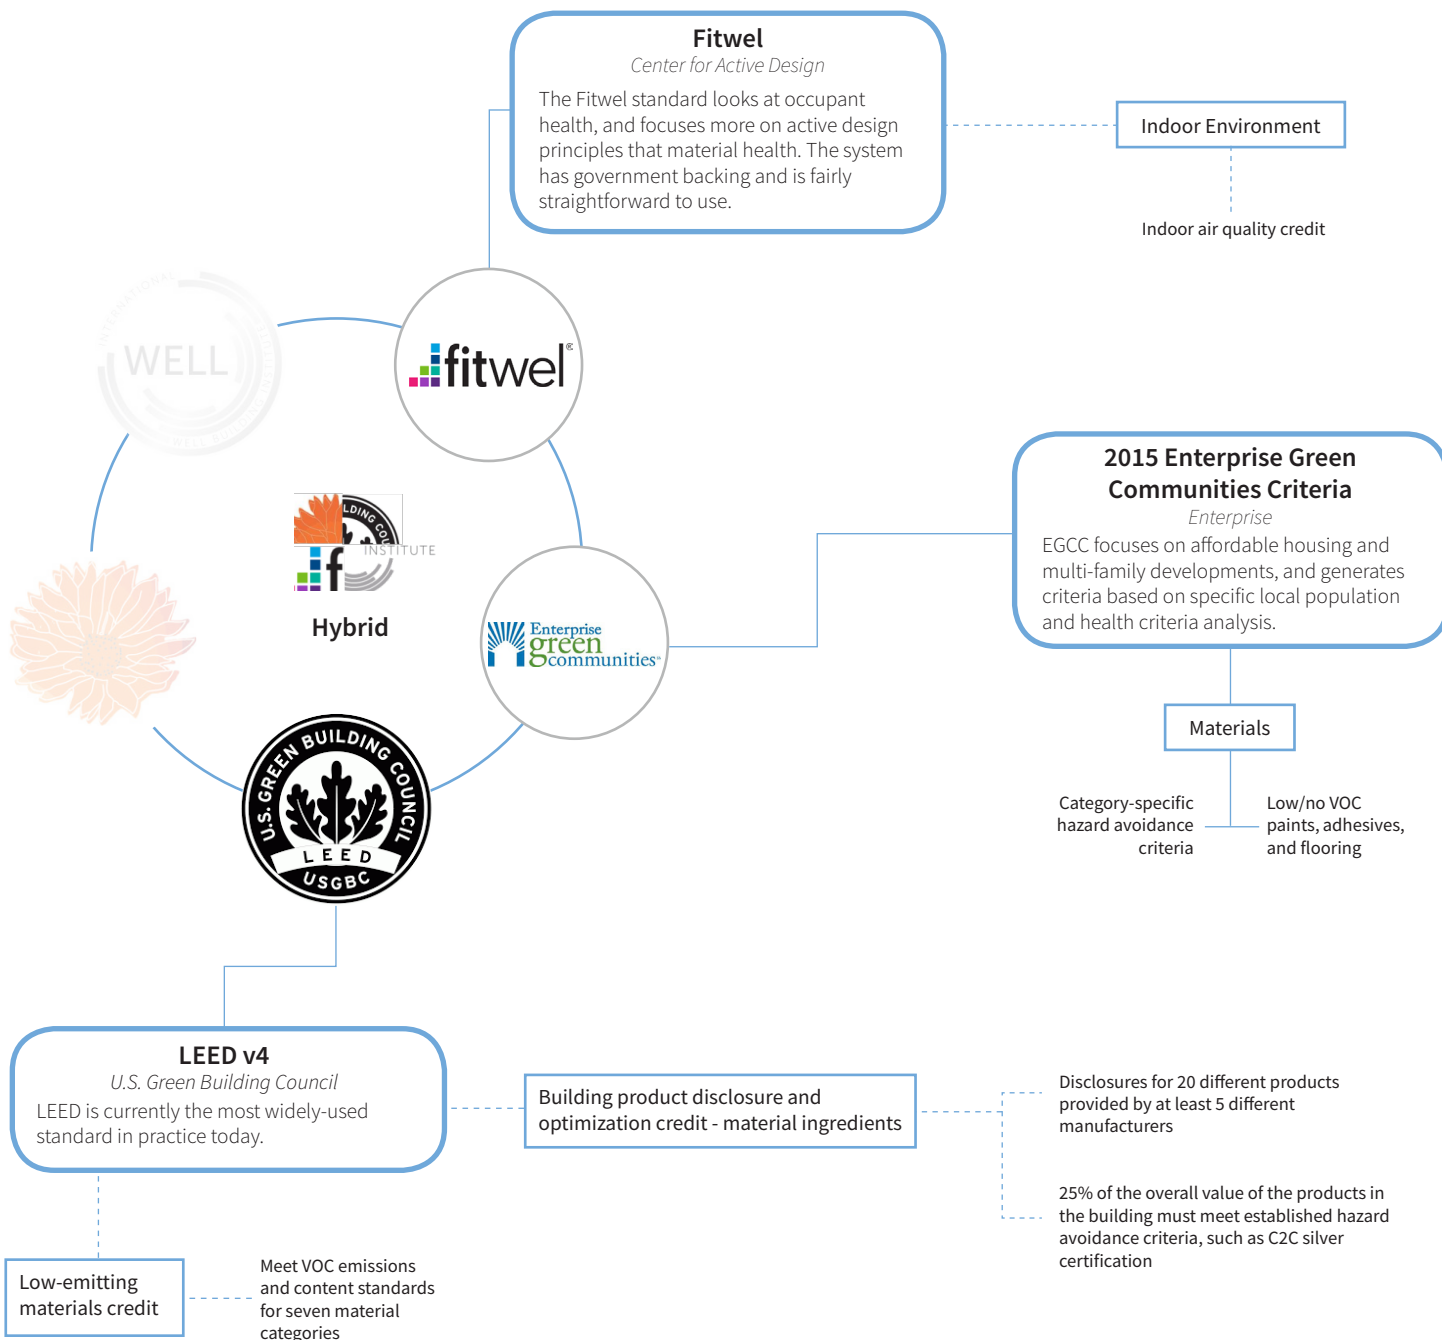 Fitwel
Center for Active Design
The Fitwel standard looks at occupant
health, and focuses more on active design
principles that material health. The system
has government backing and is fairly
straightforward to use.
Indoor Environment
Indoor air quality credit
INTERNATIONAL
WELL
WELL BUILDING INSTITUTE
fitwel®
2015 Enterprise Green
Communities Criteria
Enterprise
EGCC focuses on affordable housing and
multi-family developments, and generates
criteria based on specific local population
and health criteria analysis.
LDING COU
INSTITUTE
f
Hybrid
Enterprise
green
communities
Materials
Category-specific
hazard avoidance
criteria
Low/no VOC
paints, adhesives,
and flooring
U.S. GREEN BUILDING COUNCIL
LEED
USGBC
LEED v4
U.S. Green Building Council
LEED is currently the most widely-used
standard in practice today.
Building product disclosure and
optimization credit - material ingredients
Disclosures for 20 different products
provided by at least 5 different
manufacturers
25% of the overall value of the products in
the building must meet established hazard
avoidance criteria, such as C2C silver
certification
Low-emitting
materials credit
Meet VOC emissions
and content standards
for seven material
categories